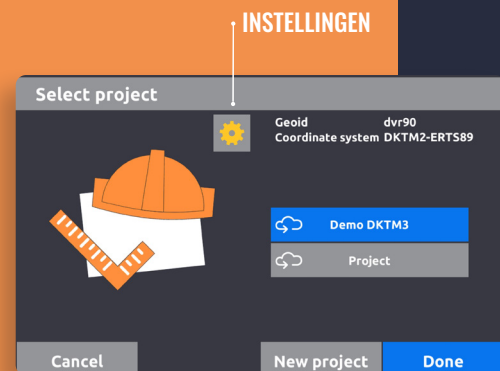 INSTELLINGEN
Select project
Geoid dvr90
Coordinate system DKTM2-ERTS89
Demo DKTM3
Project
Cancel
New project
Done